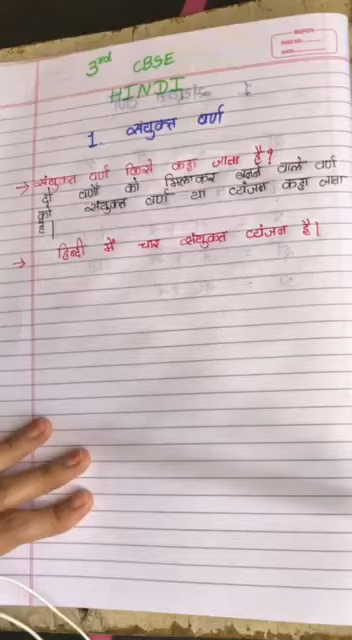 3rd CBSE
HINDI
1. संयुक्त वर्ण
→ संयुक्त वर्ण किसे कहा जाता है?
दो वर्णों को मिलाकर बनने वाले वर्ण
को संयुक्त वर्ण या व्यंजन कहा जाता
है।
→ हिन्दी में चार संयुक्त व्यंजन है।